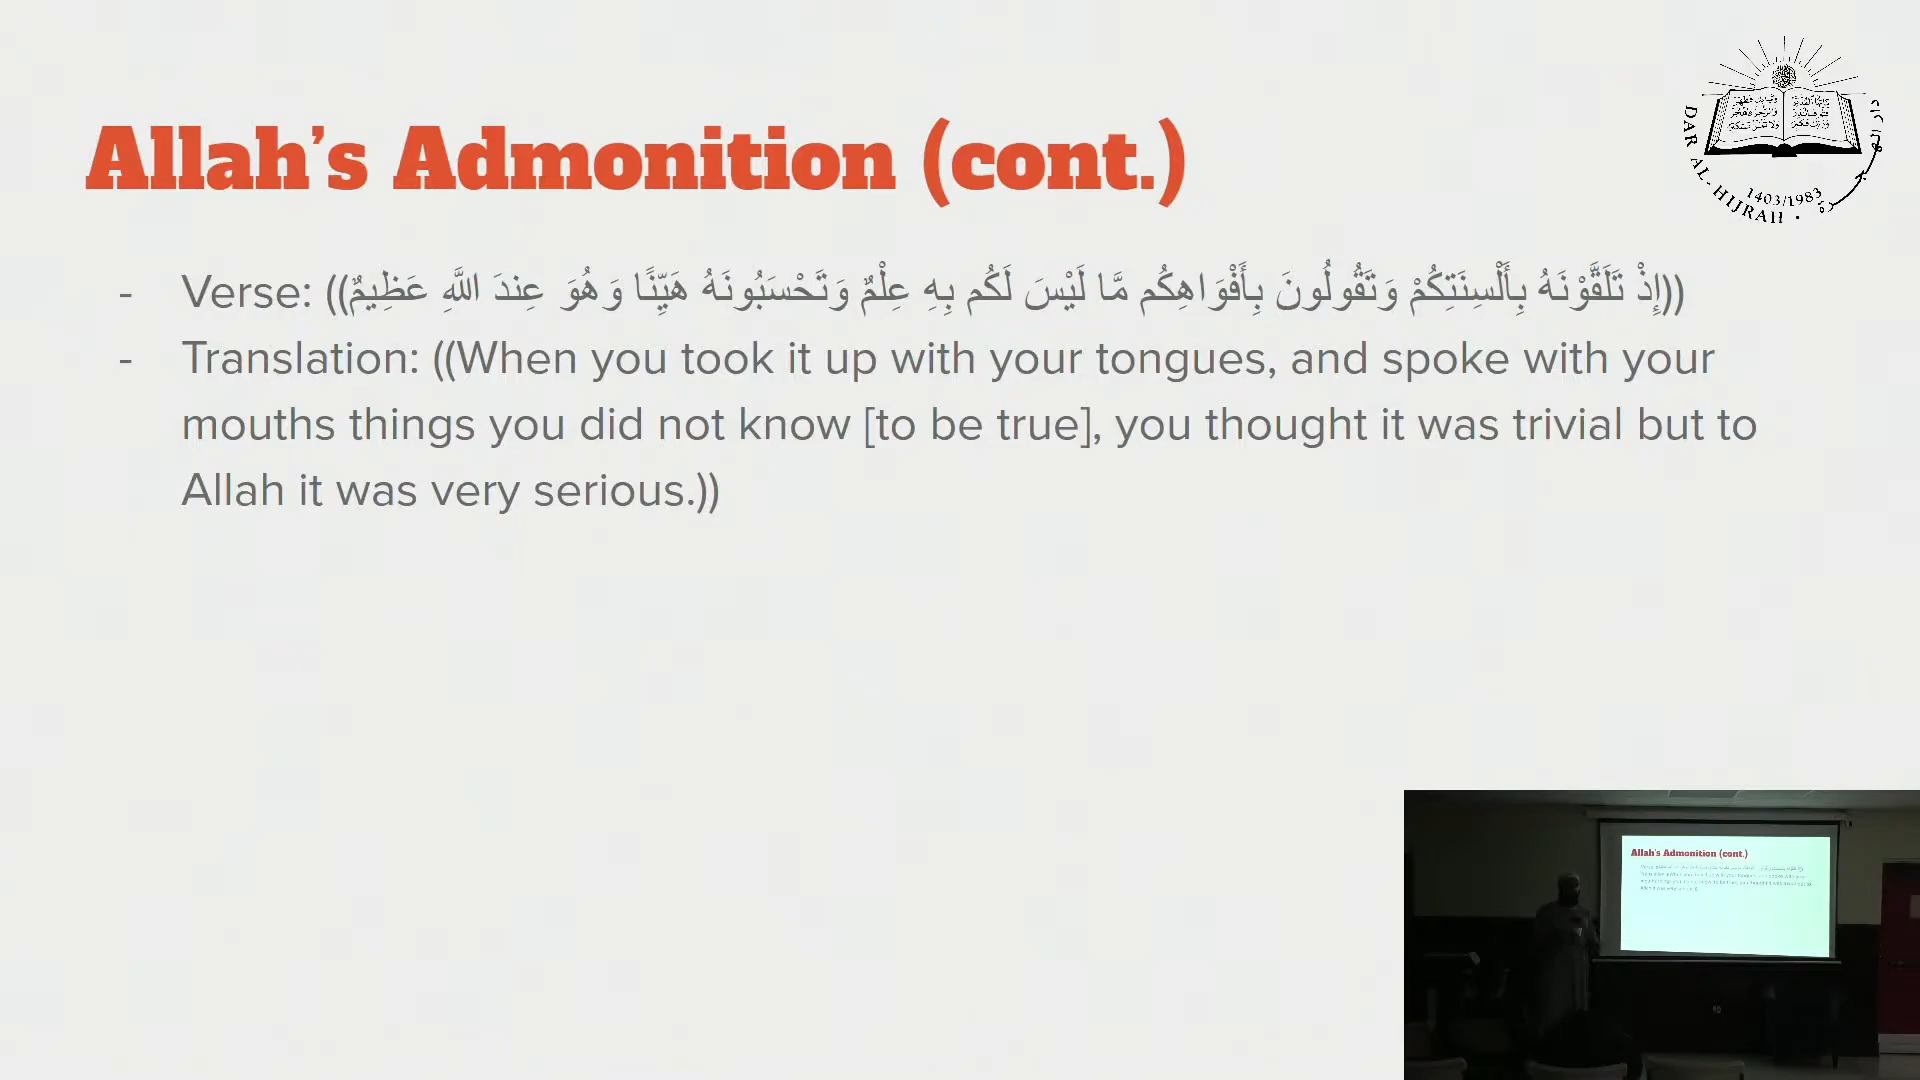 Allah's Admonition (cont.)
- Verse: ((إِذْ تَلَقَّوْنَهُ بِأَلْسِنَتِكُمْ وَتَقُولُونَ بِأَفْوَاهِكُم مَّا لَيْسَ لَكُم بِهِ عِلْمٌ وَتَحْسَبُونَهُ هَيِّنًا وَهُوَ عِندَ اللَّهِ عَظِيمٌ))
- Translation: ((When you took it up with your tongues, and spoke with your
mouths things you did not know [to be true], you thought it was trivial but to
Allah it was very serious.))
DAR AL-HIJRAH · 1403/1983
Allah's Admonition (cont.)